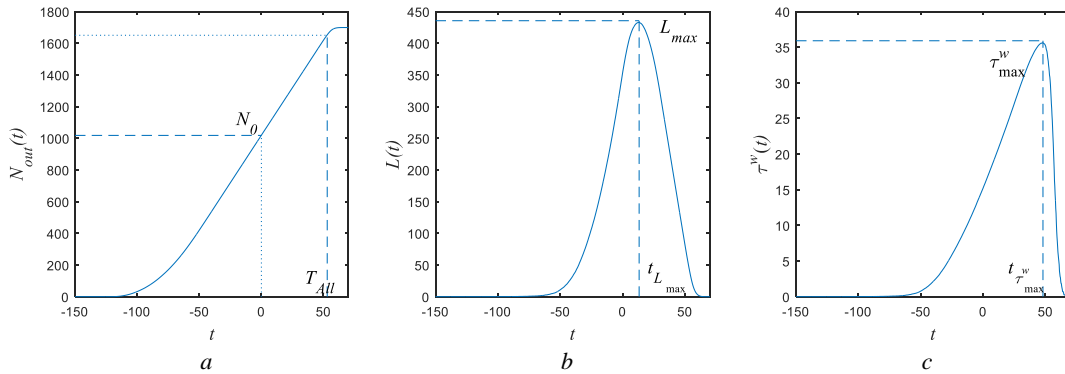 1800
1600
1400
1200
1000
800
600
400
200
0
N_out(t)
N_0
T_All
-150 -100 -50 0 50
t
a
450
400
350
300
250
200
150
100
50
0
L(t)
L_max
t_L_max
-150 -100 -50 0 50
t
b
40
35
30
25
20
15
10
5
0
τ^w(t)
τ^w_max
t_τ^w_max
-150 -100 -50 0 50
t
c